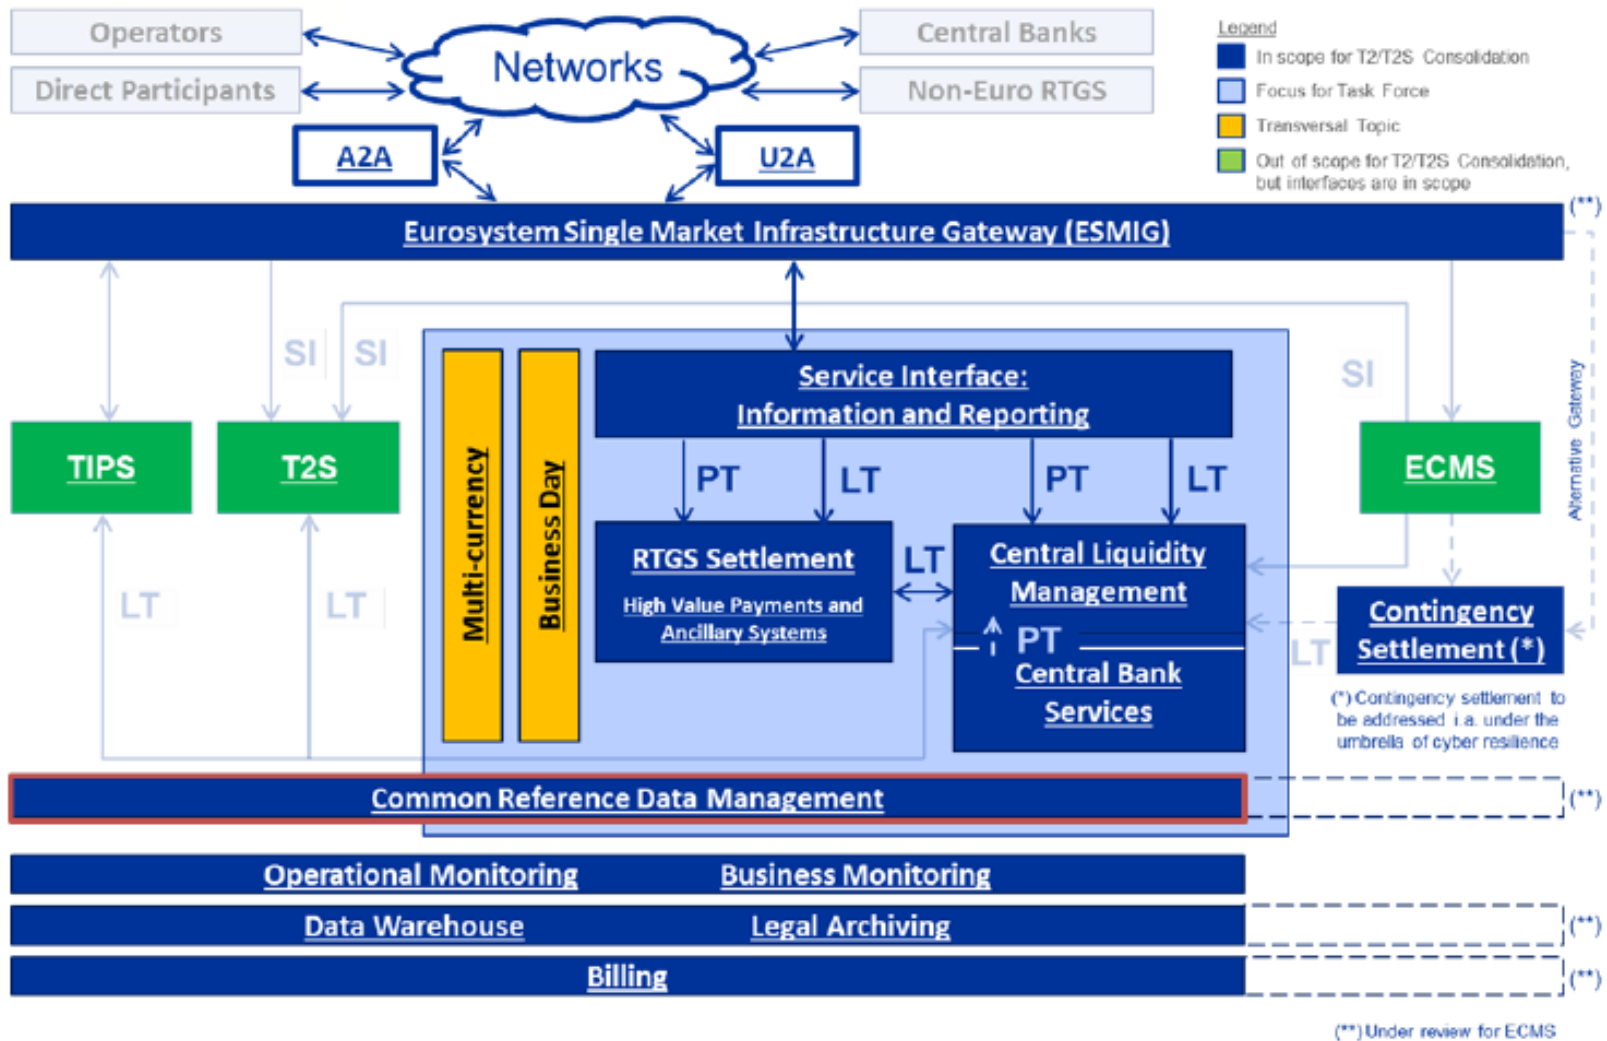 Operators
Direct Participants
Networks
Central Banks
Non-Euro RTGS
Legend
In scope for T2/T2S Consolidation
Focus for Task Force
Transversal Topic
Out of scope for T2/T2S Consolidation,
but interfaces are in scope
A2A
U2A
Eurosystem Single Market Infrastructure Gateway (ESMIG)
(**)
SI
SI
SI
Alternative Gateway
TIPS
T2S
ECMS
Multi-currency
Business Day
Service Interface:
Information and Reporting
PT
LT
PT
LT
RTGS Settlement
High Value Payments and
Ancillary Systems
LT
Central Liquidity
Management
PT
Central Bank
Services
LT
LT
LT
Contingency
Settlement (*)
(*) Contingency settlement to
be addressed i.a. under the
umbrella of cyber resilience
Common Reference Data Management
(**)
Operational Monitoring
Business Monitoring
Data Warehouse
Legal Archiving
(**)
Billing
(**)
(**) Under review for ECMS